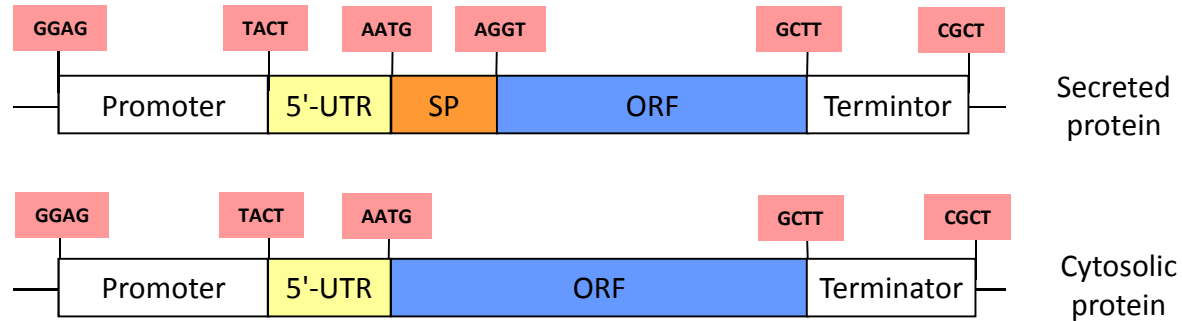 GGAG TACT AATG AGGT GCTT CGCT
Promoter 5'-UTR SP ORF Termintor
Secreted
protein
GGAG TACT AATG GCTT CGCT
Promoter 5'-UTR ORF Terminator
Cytosolic
protein